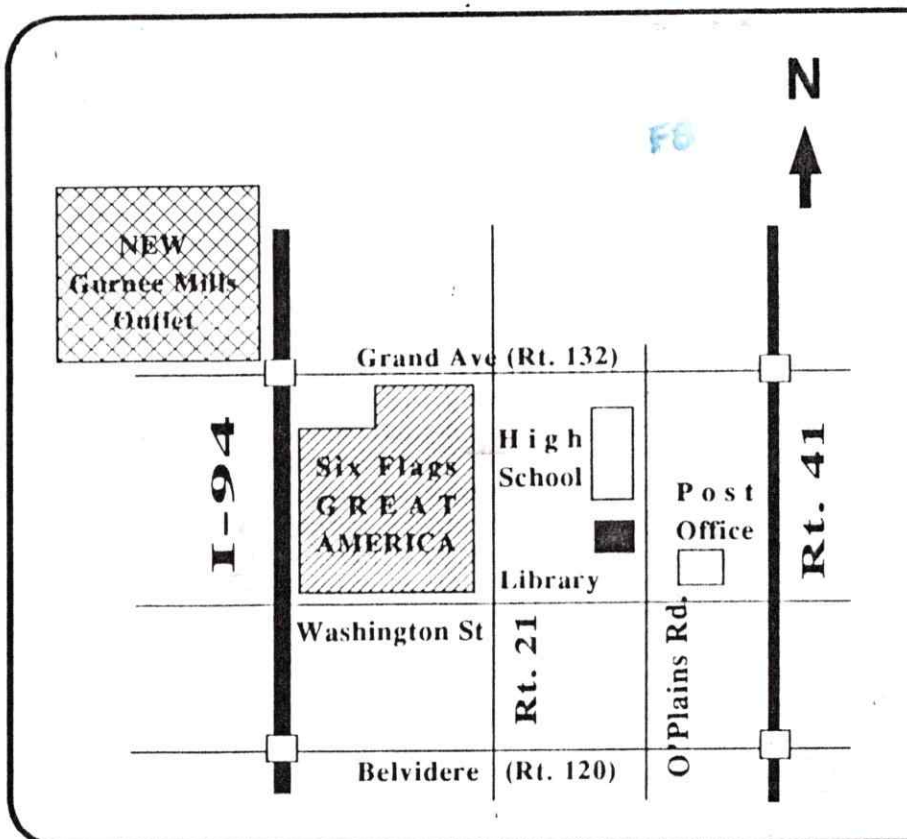 N
F8
NEW
Gurnee Mills
Outlet
Grand Ave (Rt. 132)
I-94
Six Flags
GREAT
AMERICA
High
School
Post
Office
Rt. 41
Library
Washington St
Rt. 21
O'Plains Rd.
Belvidere (Rt. 120)